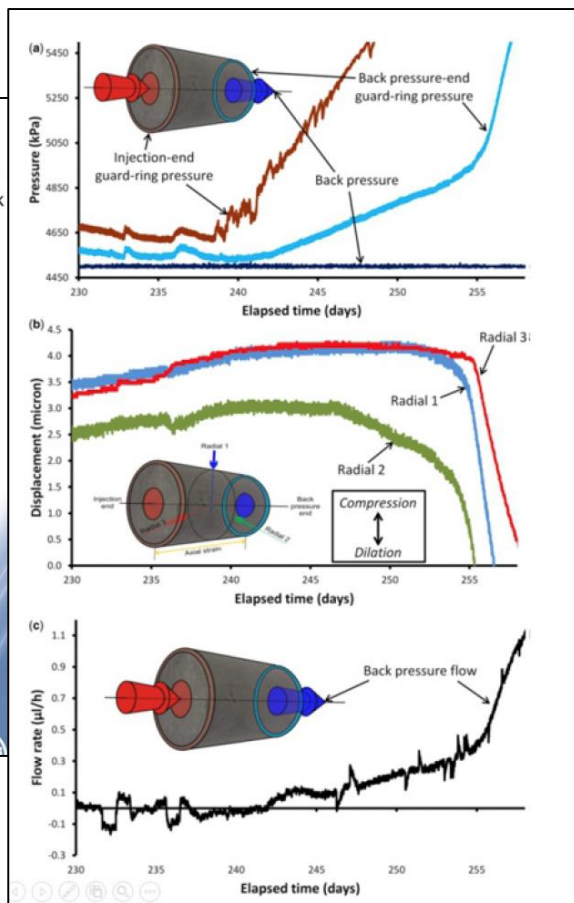 (a)
5450
5250
5050
4850
4650
4450
Pressure (kPa)
Back pressure-end
guard-ring pressure
Injection-end
guard-ring pressure
Back pressure
230 235 240 245 250 255
Elapsed time (days)
(b)
4.5
4.0
3.5
3.0
2.5
2.0
1.5
1.0
0.5
0.0
Displacement (micron)
Radial 3
Radial 1
Radial 2
Radial 1
Injection
end
Back
pressure
end
Radial 3
Radial 2
Axial strain
Compression
Dilation
230 235 240 245 250 255
Elapsed time (days)
(c)
1.1
0.9
0.7
0.5
0.3
0.1
-0.1
-0.3
Flow rate (µl/h)
Back pressure flow
230 235 240 245 250 255
Elapsed time (days)